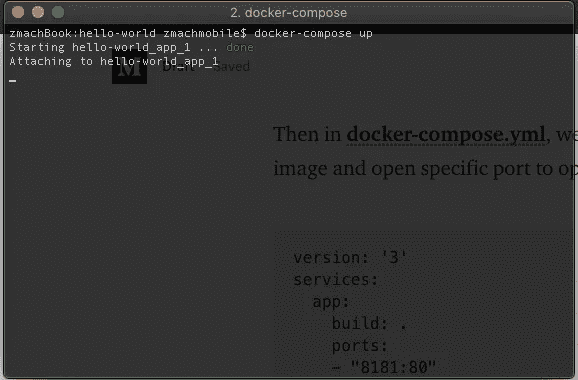 2. docker-compose
zmachBook:hello-world zmachmobile$ docker-compose up
Starting hello-world_app_1 ... done
Attaching to hello-world_app_1
M
Draft Saved
Then in docker-compose.yml, we
image and open specific port to op
version: '3'
services:
app:
build: .
ports:
- "8181:80"